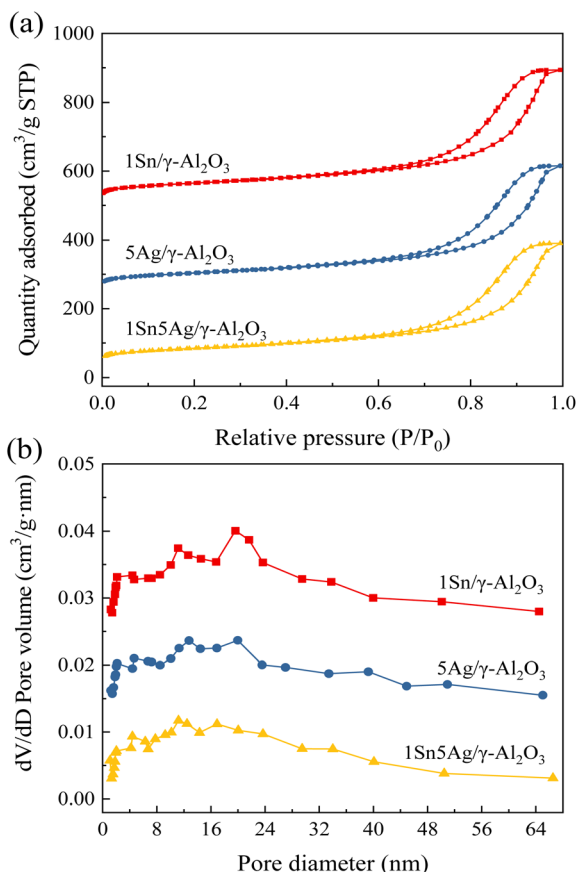 (a)
1000
800
600
400
200
0
Quantity adsorbed (cm³/g STP)
1Sn/γ-Al₂O₃
5Ag/γ-Al₂O₃
1Sn5Ag/γ-Al₂O₃
0.0 0.2 0.4 0.6 0.8 1.0
Relative pressure (P/P₀)
(b)
0.05
0.04
0.03
0.02
0.01
0.00
dV/dD Pore volume (cm³/g·nm)
1Sn/γ-Al₂O₃
5Ag/γ-Al₂O₃
1Sn5Ag/γ-Al₂O₃
0 8 16 24 32 40 48 56 64
Pore diameter (nm)